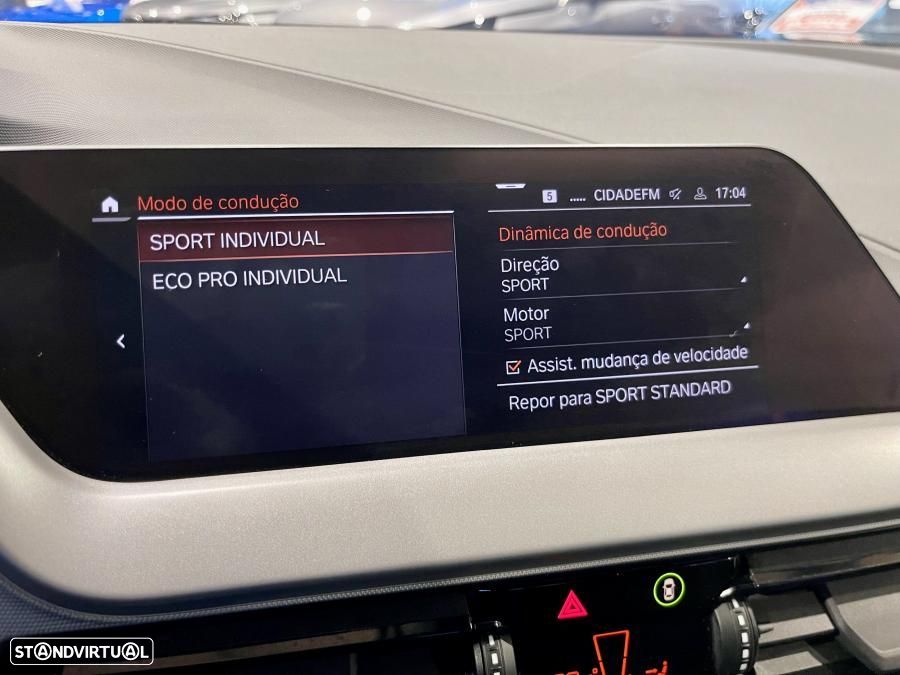 Modo de condução
5 ..... CIDADEFM 17:04
SPORT INDIVIDUAL
ECO PRO INDIVIDUAL
Dinâmica de condução
Direção
SPORT
Motor
SPORT
Assist. mudança de velocidade
Repor para SPORT STANDARD
STANDVIRTUAL